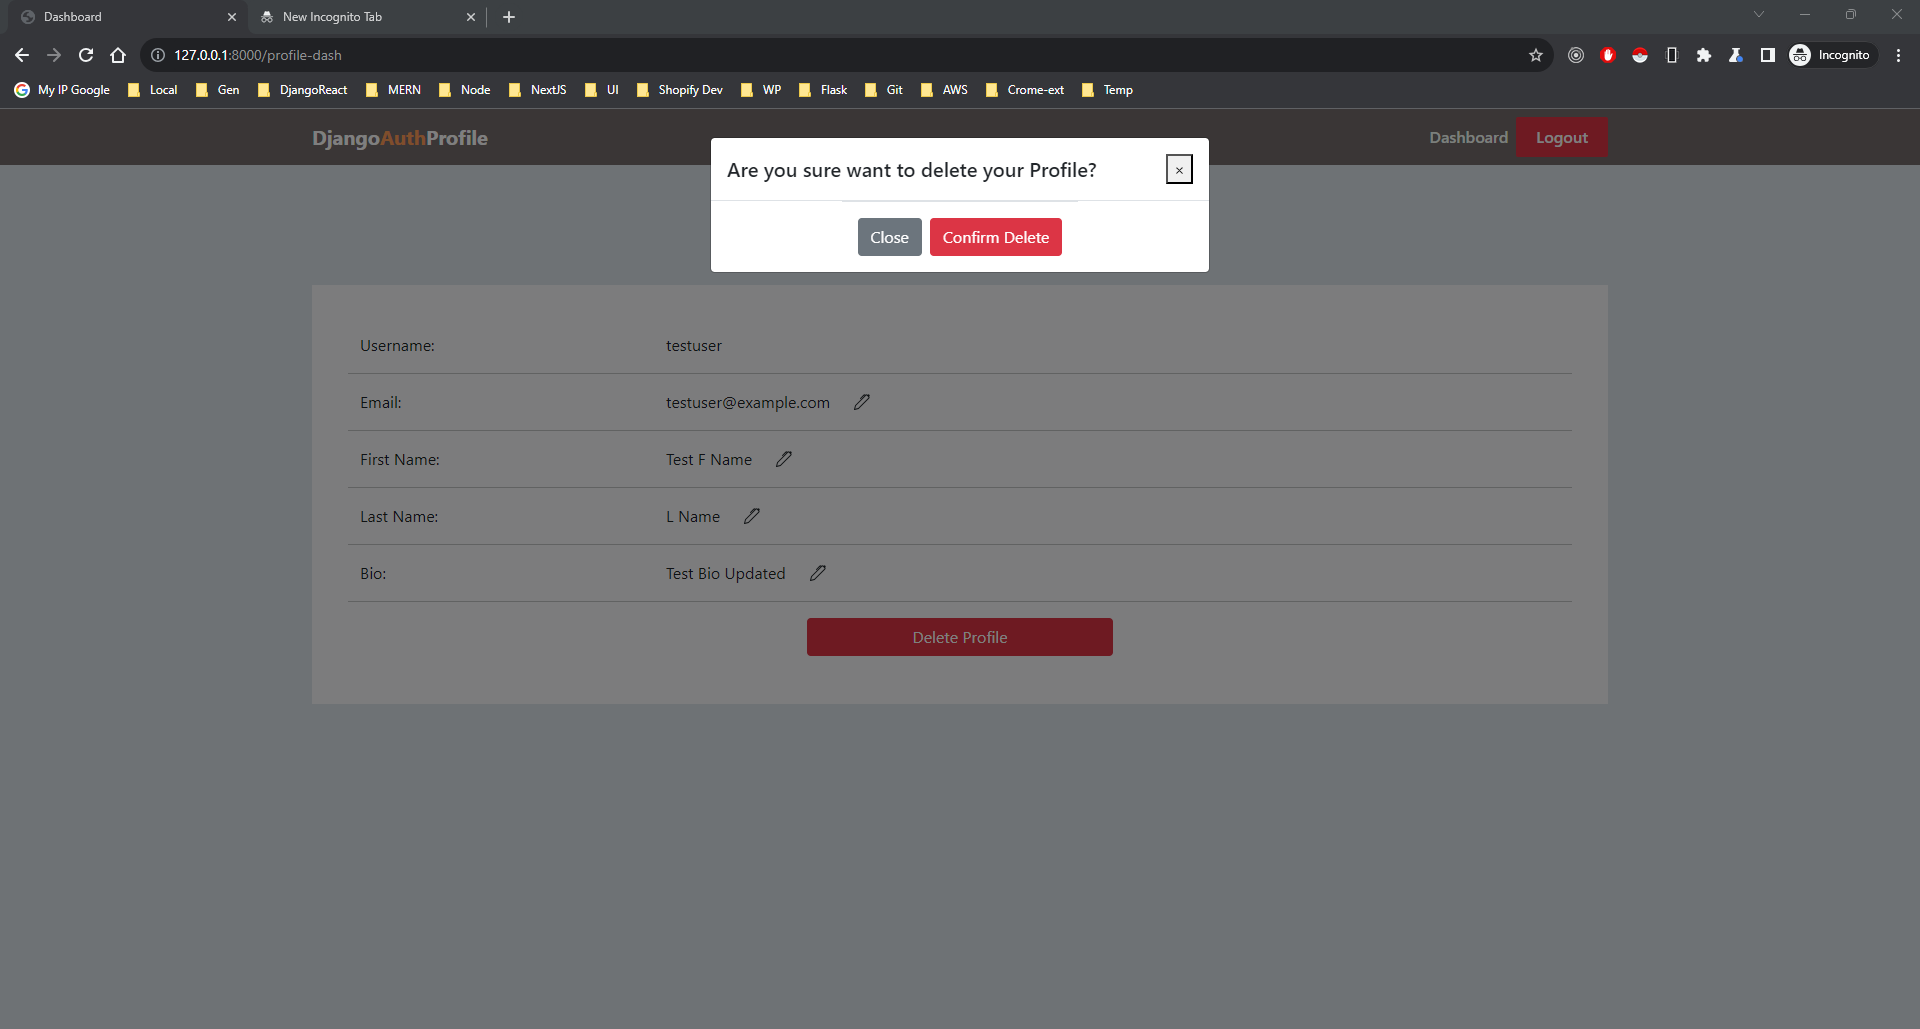 Dashboard
New Incognito Tab
127.0.0.1:8000/profile-dash
Incognito
My IP Google Local Gen DjangoReact MERN Node NextJS UI Shopify Dev WP Flask Git AWS Crome-ext Temp
DjangoAuthProfile
Dashboard Logout
Are you sure want to delete your Profile?
×
Close Confirm Delete
Username: testuser
Email: testuser@example.com
First Name: Test F Name
Last Name: L Name
Bio: Test Bio Updated
Delete Profile